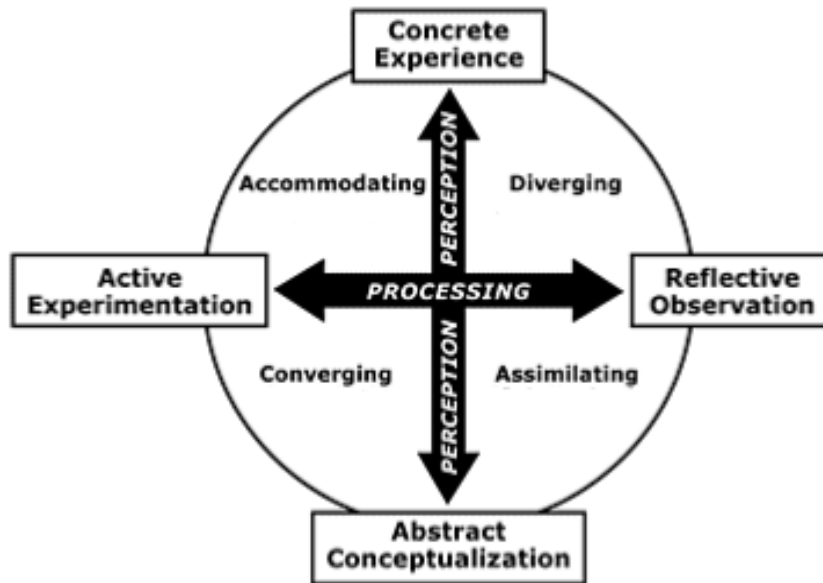 Concrete
Experience
PERCEPTION
Accommodating
Diverging
Active
Experimentation
PROCESSING
Reflective
Observation
PERCEPTION
Converging
Assimilating
Abstract
Conceptualization